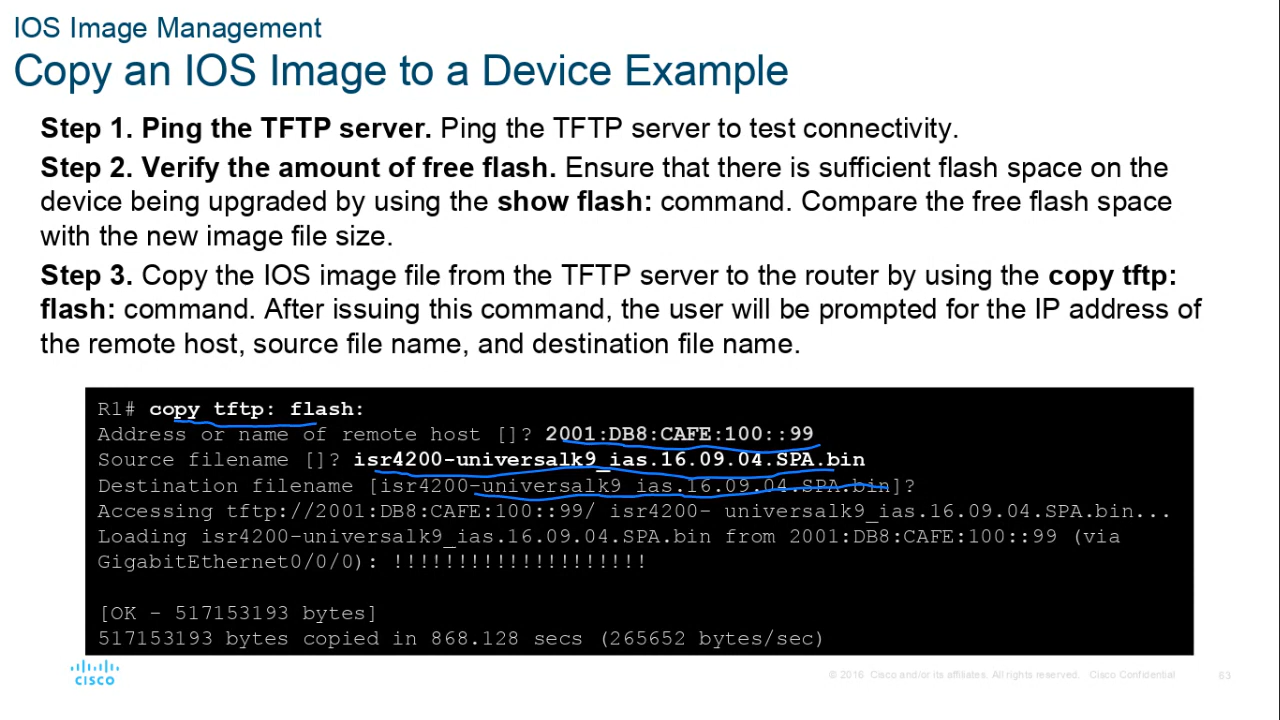 IOS Image Management
Copy an IOS Image to a Device Example
Step 1. Ping the TFTP server. Ping the TFTP server to test connectivity.
Step 2. Verify the amount of free flash. Ensure that there is sufficient flash space on the
device being upgraded by using the show flash: command. Compare the free flash space
with the new image file size.
Step 3. Copy the IOS image file from the TFTP server to the router by using the copy tftp:
flash: command. After issuing this command, the user will be prompted for the IP address of
the remote host, source file name, and destination file name.
R1# copy tftp: flash:
Address or name of remote host []? 2001:DB8:CAFE:100::99
Source filename []? isr4200-universalk9_ias.16.09.04.SPA.bin
Destination filename [isr4200-universalk9_ias.16.09.04.SPA.bin]?
Accessing tftp://2001:DB8:CAFE:100::99/ isr4200- universalk9_ias.16.09.04.SPA.bin...
Loading isr4200-universalk9_ias.16.09.04.SPA.bin from 2001:DB8:CAFE:100::99 (via
GigabitEthernet0/0/0): !!!!!!!!!!!!!!!!!!!!
[OK - 517153193 bytes]
517153193 bytes copied in 868.128 secs (265652 bytes/sec)
CISCO
© 2016 Cisco and/or its affiliates. All rights reserved. Cisco Confidential 63